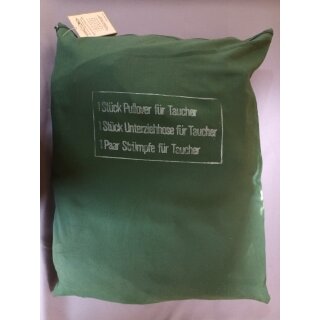 1 Stück Pullover für Taucher
1 Stück Unterziehhose für Taucher
1 Paar Strümpfe für Taucher